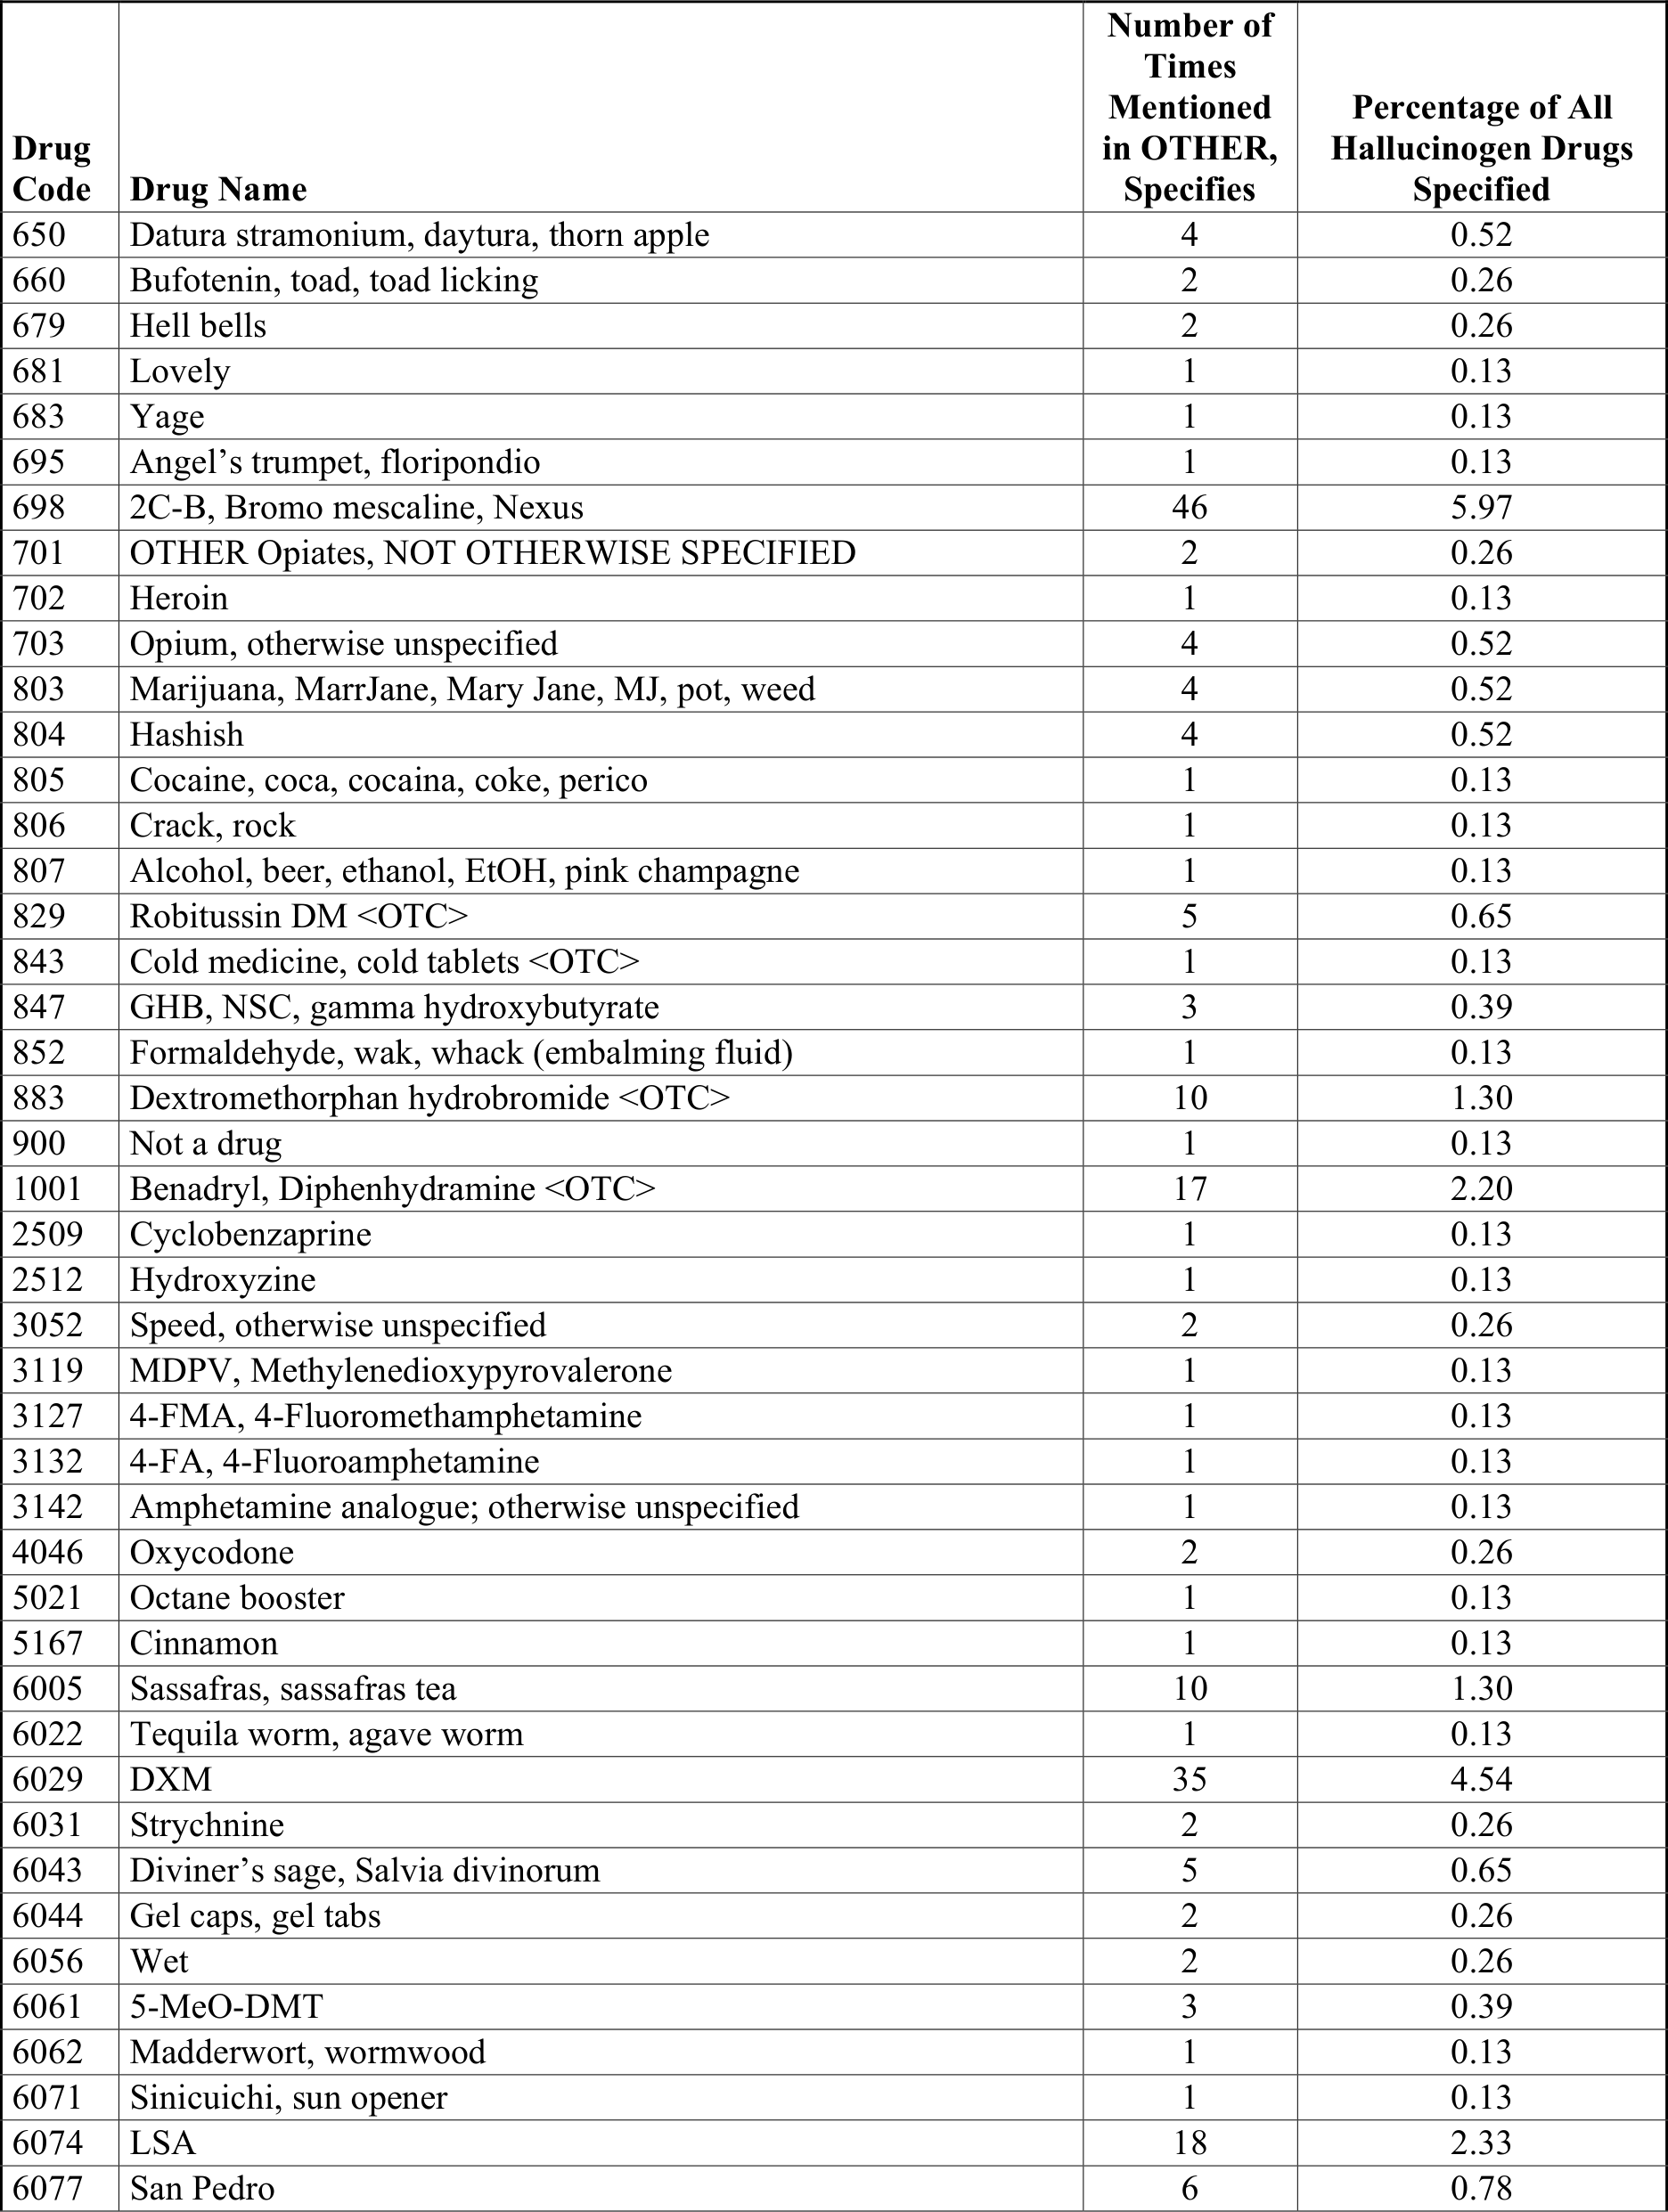 Drug Code | Drug Name | Number of Times Mentioned in OTHER, Specifies | Percentage of All Hallucinogen Drugs Specified
650 | Datura stramonium, daytura, thorn apple | 4 | 0.52
660 | Bufotenin, toad, toad licking | 2 | 0.26
679 | Hell bells | 2 | 0.26
681 | Lovely | 1 | 0.13
683 | Yage | 1 | 0.13
695 | Angel’s trumpet, floripondio | 1 | 0.13
698 | 2C-B, Bromo mescaline, Nexus | 46 | 5.97
701 | OTHER Opiates, NOT OTHERWISE SPECIFIED | 2 | 0.26
702 | Heroin | 1 | 0.13
703 | Opium, otherwise unspecified | 4 | 0.52
803 | Marijuana, MarrJane, Mary Jane, MJ, pot, weed | 4 | 0.52
804 | Hashish | 4 | 0.52
805 | Cocaine, coca, cocaina, coke, perico | 1 | 0.13
806 | Crack, rock | 1 | 0.13
807 | Alcohol, beer, ethanol, EtOH, pink champagne | 1 | 0.13
829 | Robitussin DM <OTC> | 5 | 0.65
843 | Cold medicine, cold tablets <OTC> | 1 | 0.13
847 | GHB, NSC, gamma hydroxybutyrate | 3 | 0.39
852 | Formaldehyde, wak, whack (embalming fluid) | 1 | 0.13
883 | Dextromethorphan hydrobromide <OTC> | 10 | 1.30
900 | Not a drug | 1 | 0.13
1001 | Benadryl, Diphenhydramine <OTC> | 17 | 2.20
2509 | Cyclobenzaprine | 1 | 0.13
2512 | Hydroxyzine | 1 | 0.13
3052 | Speed, otherwise unspecified | 2 | 0.26
3119 | MDPV, Methylenedioxypyrovalerone | 1 | 0.13
3127 | 4-FMA, 4-Fluoromethamphetamine | 1 | 0.13
3132 | 4-FA, 4-Fluoroamphetamine | 1 | 0.13
3142 | Amphetamine analogue; otherwise unspecified | 1 | 0.13
4046 | Oxycodone | 2 | 0.26
5021 | Octane booster | 1 | 0.13
5167 | Cinnamon | 1 | 0.13
6005 | Sassafras, sassafras tea | 10 | 1.30
6022 | Tequila worm, agave worm | 1 | 0.13
6029 | DXM | 35 | 4.54
6031 | Strychnine | 2 | 0.26
6043 | Diviner’s sage, Salvia divinorum | 5 | 0.65
6044 | Gel caps, gel tabs | 2 | 0.26
6056 | Wet | 2 | 0.26
6061 | 5-MeO-DMT | 3 | 0.39
6062 | Madderwort, wormwood | 1 | 0.13
6071 | Sinicuichi, sun opener | 1 | 0.13
6074 | LSA | 18 | 2.33
6077 | San Pedro | 6 | 0.78